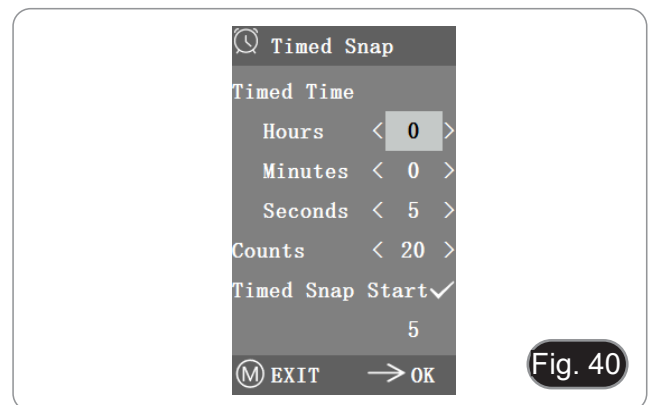 Timed Snap
Timed Time
Hours < 0 >
Minutes < 0 >
Seconds < 5 >
Counts < 20 >
Timed Snap Start✓
5
Ⓜ EXIT → OK
Fig. 40